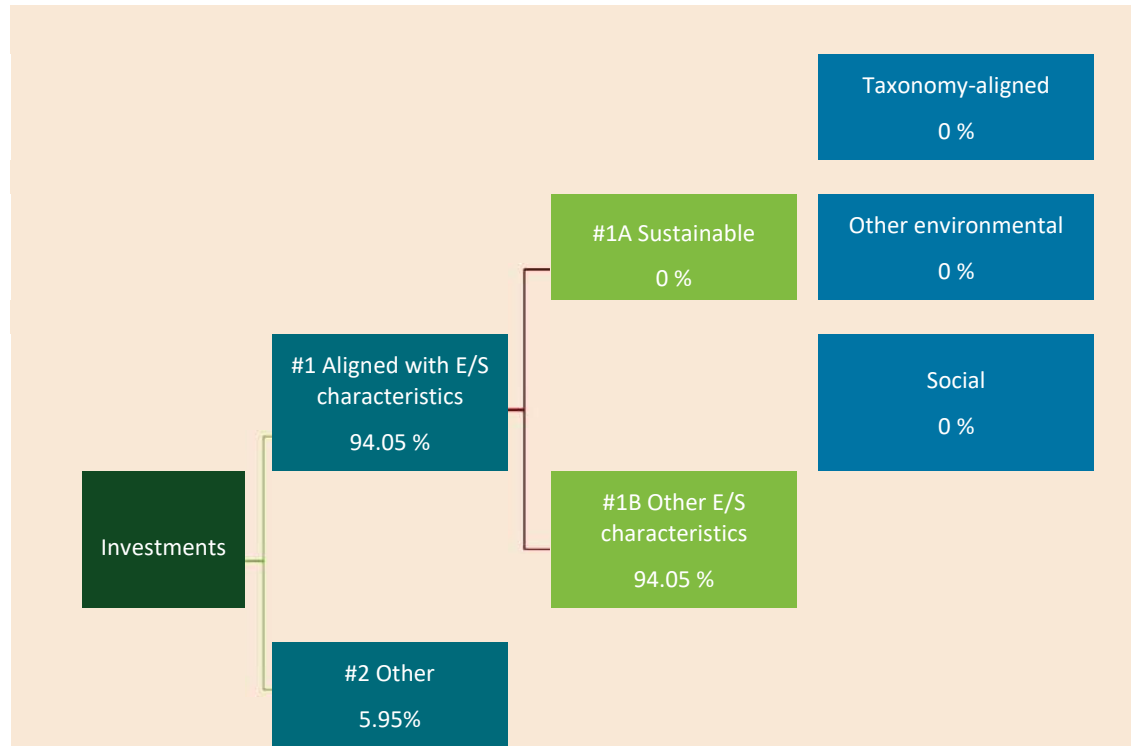 Taxonomy-aligned
0 %
#1A Sustainable
0 %
Other environmental
0 %
#1 Aligned with E/S
characteristics
94.05 %
Social
0 %
Investments
#1B Other E/S
characteristics
94.05 %
#2 Other
5.95%